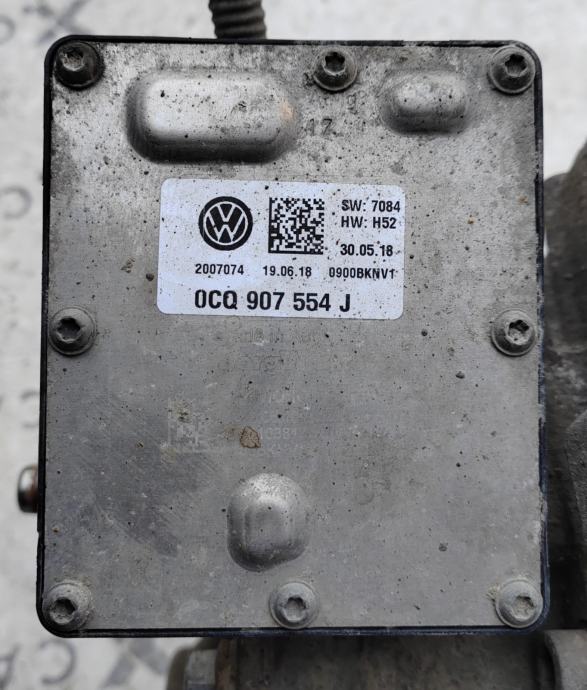 SW: 7084
HW: H52
30.05.18
2007074 19.06.18 0900BKNV1
0CQ 907 554 J